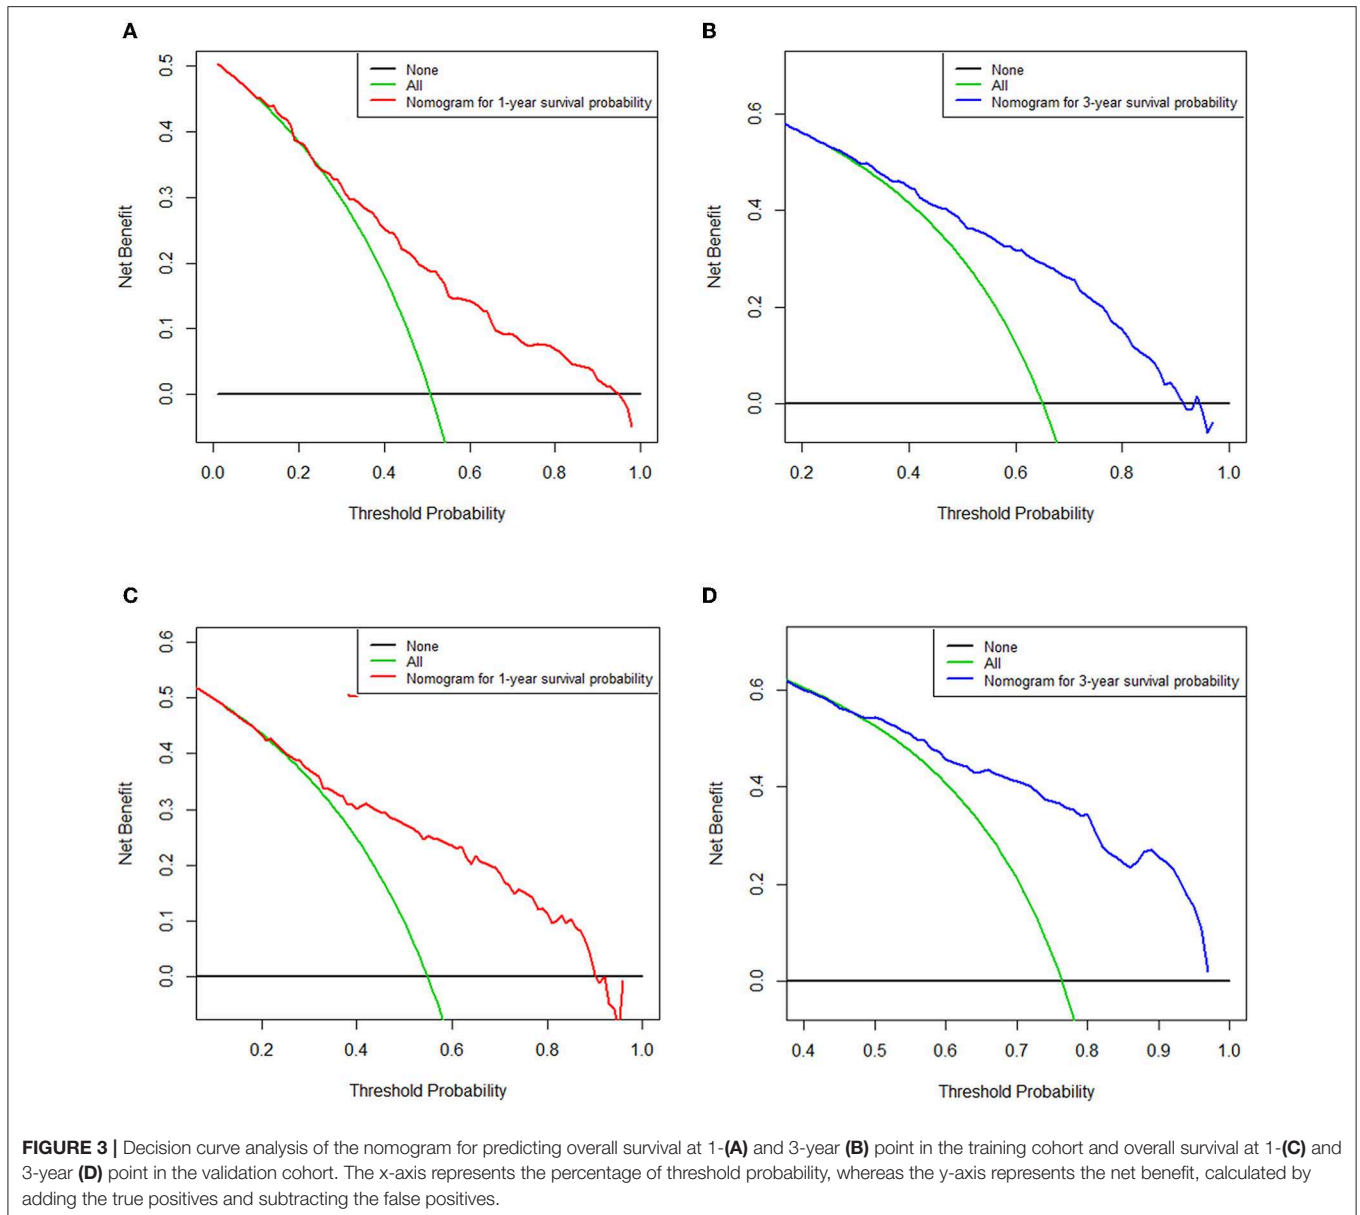 A
0.5
0.4
0.3
0.2
0.1
0.0
Net Benefit
None
All
Nomogram for 1-year survival probability
0.0 0.2 0.4 0.6 0.8 1.0
Threshold Probability
B
0.6
0.4
0.2
0.0
Net Benefit
None
All
Nomogram for 3-year survival probability
0.2 0.4 0.6 0.8 1.0
Threshold Probability
C
0.6
0.5
0.4
0.3
0.2
0.1
0.0
Net Benefit
None
All
Nomogram for 1-year survival probability
0.2 0.4 0.6 0.8 1.0
Threshold Probability
D
0.6
0.4
0.2
0.0
Net Benefit
None
All
Nomogram for 3-year survival probability
0.4 0.5 0.6 0.7 0.8 0.9 1.0
Threshold Probability
FIGURE 3 | Decision curve analysis of the nomogram for predicting overall survival at 1-(A) and 3-year (B) point in the training cohort and overall survival at 1-(C) and
3-year (D) point in the validation cohort. The x-axis represents the percentage of threshold probability, whereas the y-axis represents the net benefit, calculated by
adding the true positives and subtracting the false positives.